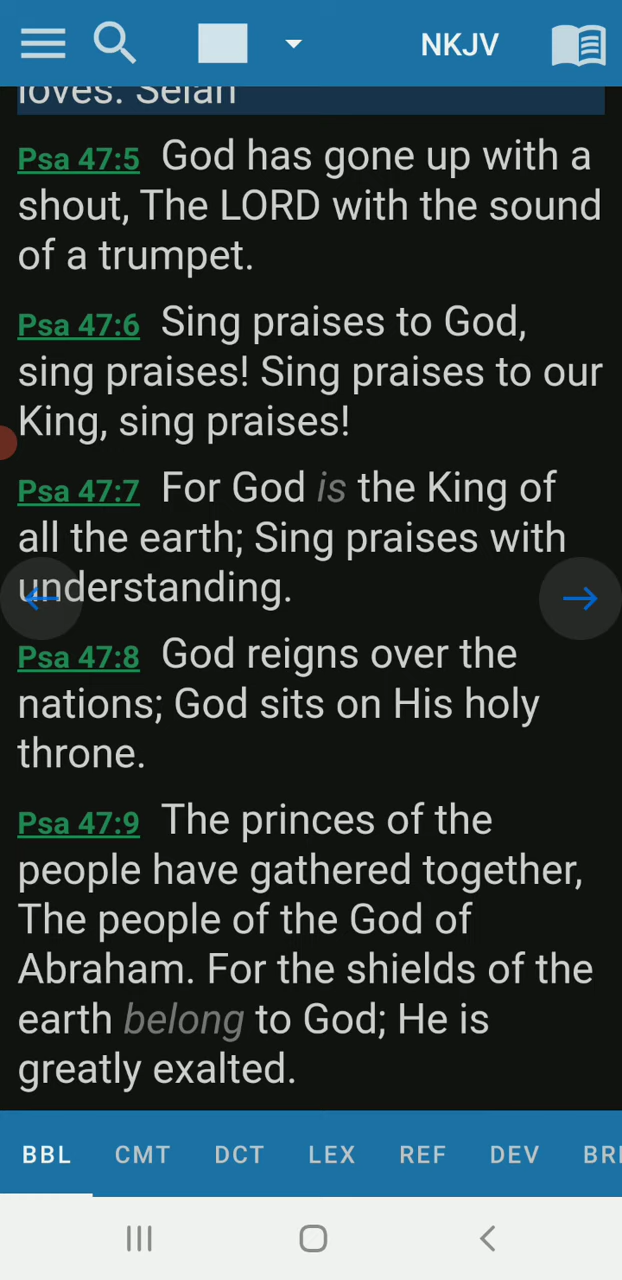 NKJV
loves. Selah
Psa 47:5 God has gone up with a
shout, The LORD with the sound
of a trumpet.
Psa 47:6 Sing praises to God,
sing praises! Sing praises to our
King, sing praises!
Psa 47:7 For God is the King of
all the earth; Sing praises with
understanding.
Psa 47:8 God reigns over the
nations; God sits on His holy
throne.
Psa 47:9 The princes of the
people have gathered together,
The people of the God of
Abraham. For the shields of the
earth belong to God; He is
greatly exalted.
BBL CMT DCT LEX REF DEV